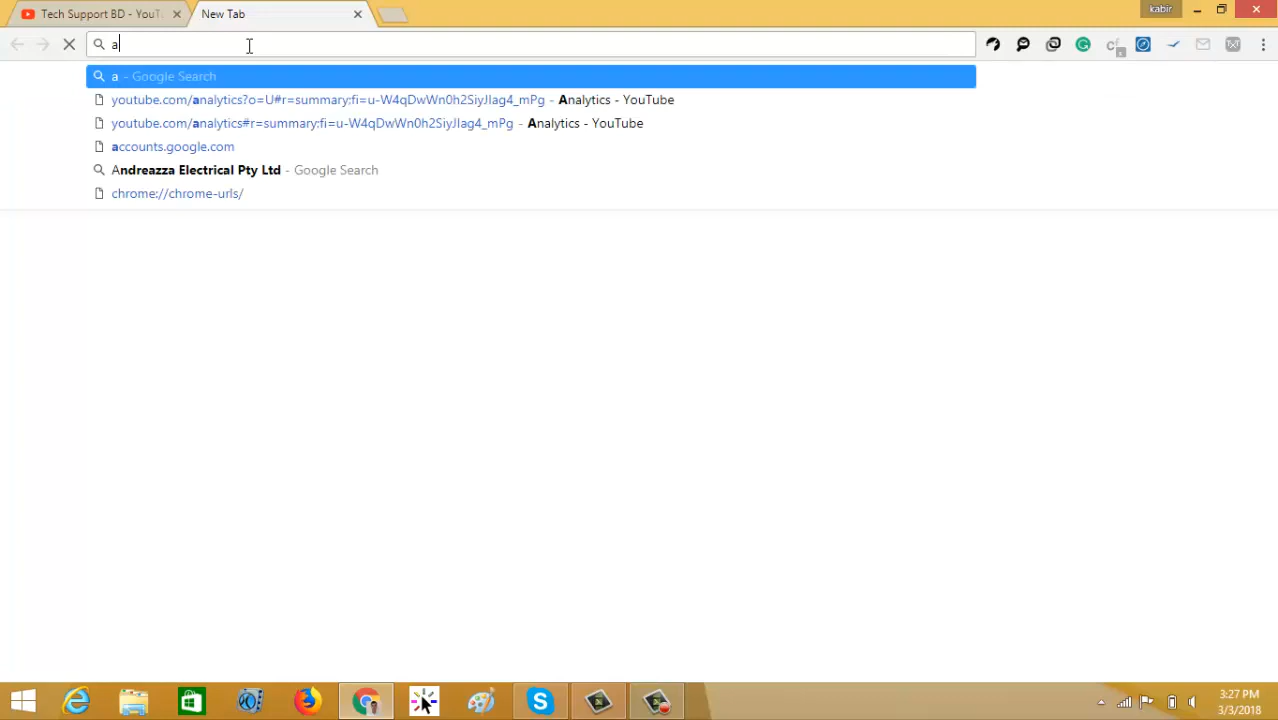 Tech Support BD - YouT
New Tab
kabir
a
a - Google Search
youtube.com/analytics?o=U#r=summary;fi=u-W4qDwWn0h2SiyJIag4_mPg - Analytics - YouTube
youtube.com/analytics#r=summary;fi=u-W4qDwWn0h2SiyJIag4_mPg - Analytics - YouTube
accounts.google.com
Andreazza Electrical Pty Ltd - Google Search
chrome://chrome-urls/
3:27 PM
3/3/2018